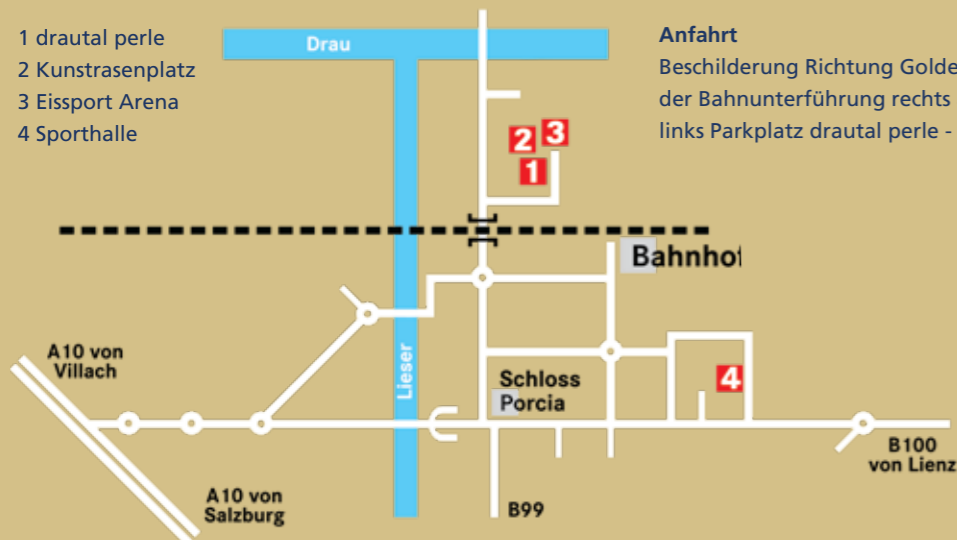 1 drautal perle
2 Kunstrasenplatz
3 Eissport Arena
4 Sporthalle
Drau
Anfahrt
Beschilderung Richtung Golde
der Bahnunterführung rechts
links Parkplatz drautal perle -
2
3
1
Bahnhof
A10 von
Villach
Lieser
Schloss
Porcia
4
A10 von
Salzburg
B99
B100
von Lienz